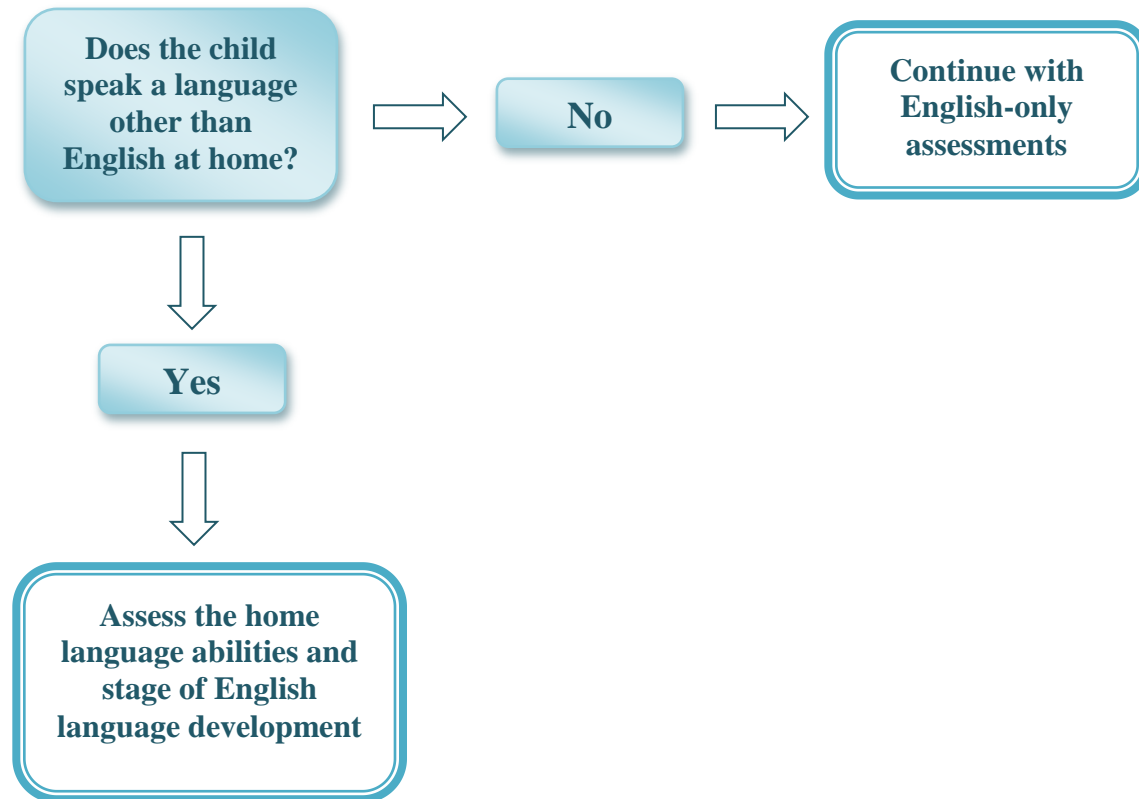 Does the child
speak a language
other than
English at home?
No
Continue with
English-only
assessments
Yes
Assess the home
language abilities and
stage of English
language development